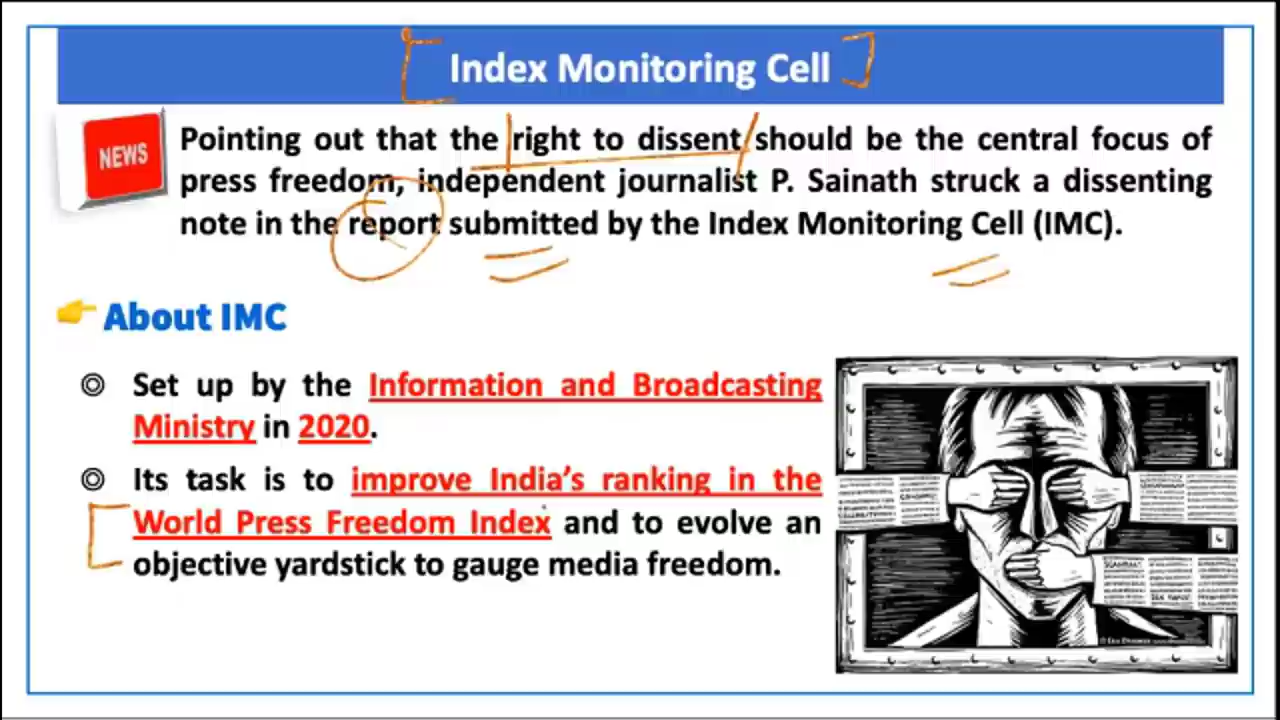 Index Monitoring Cell
NEWS
Pointing out that the right to dissent should be the central focus of
press freedom, independent journalist P. Sainath struck a dissenting
note in the report submitted by the Index Monitoring Cell (IMC).
About IMC
Set up by the Information and Broadcasting
Ministry in 2020.
Its task is to improve India's ranking in the
World Press Freedom Index and to evolve an
objective yardstick to gauge media freedom.